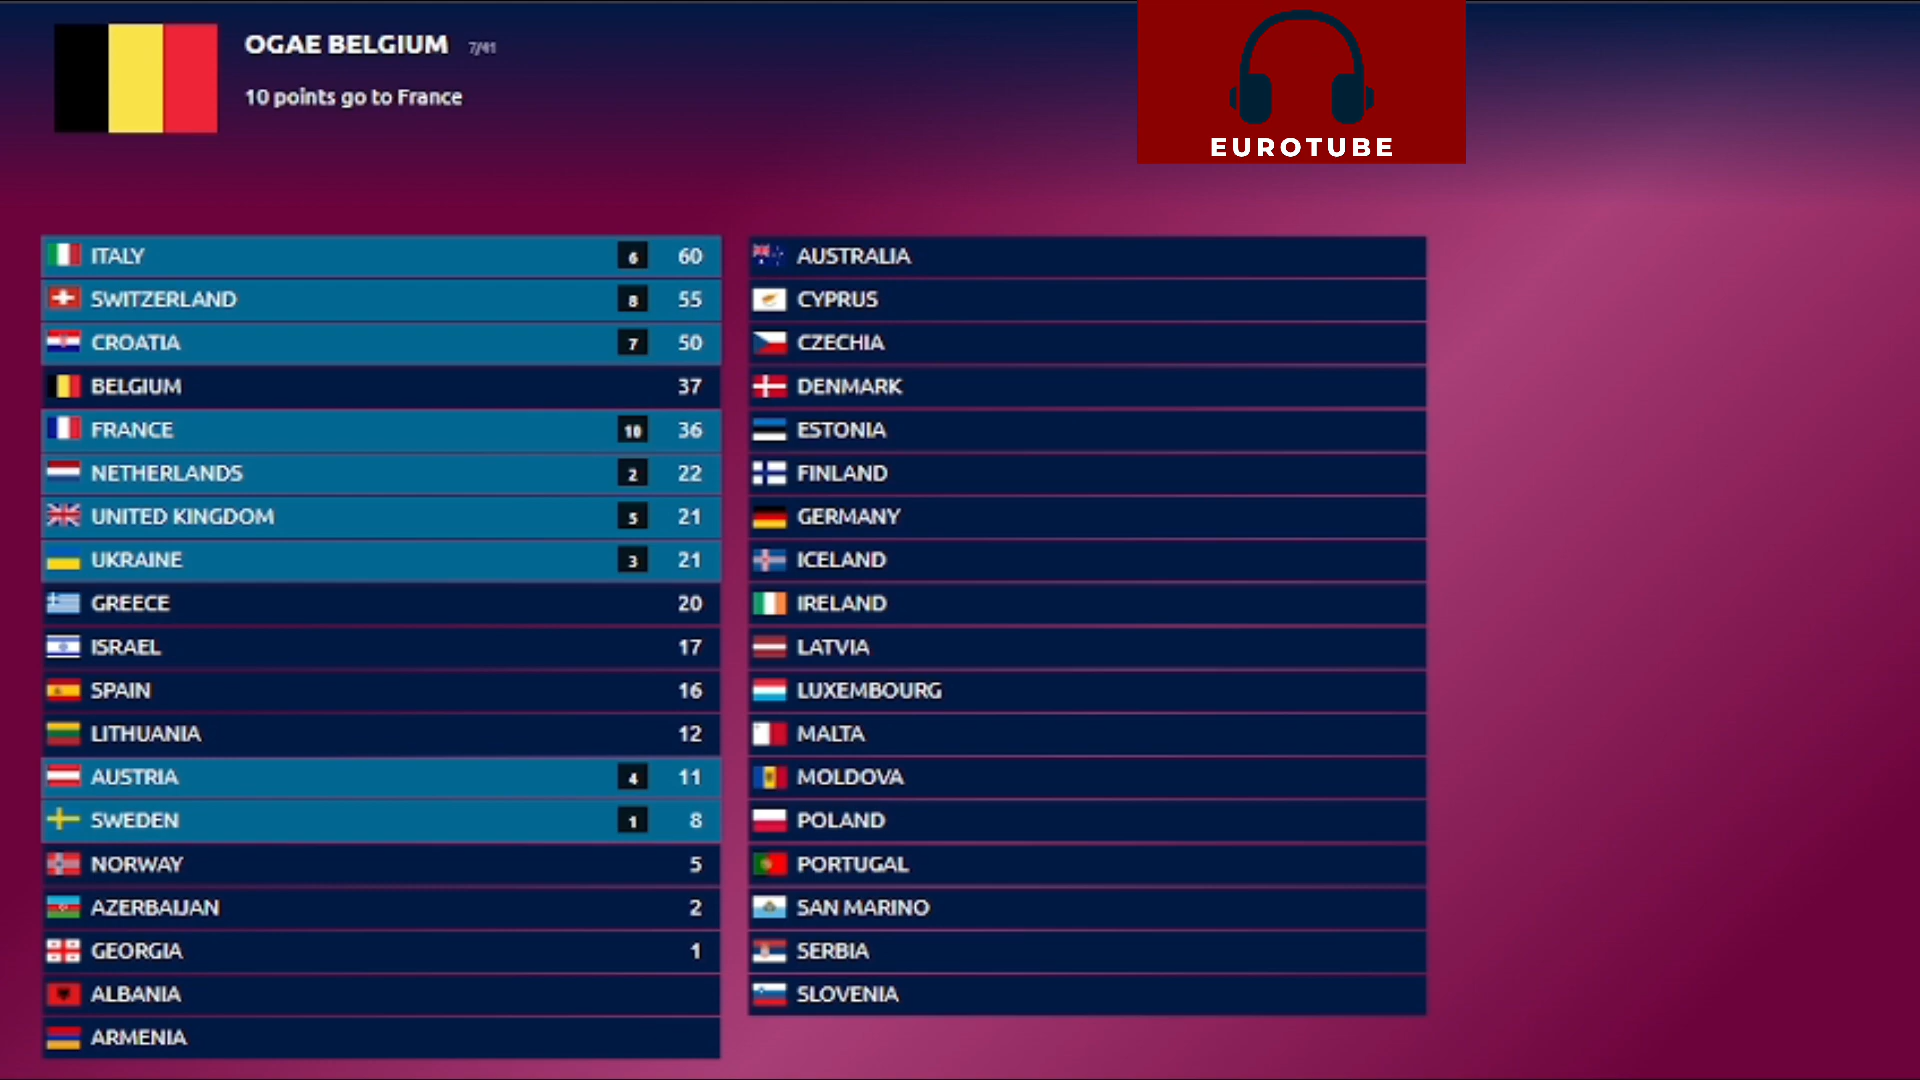 OGAE BELGIUM 7/41
10 points go to France
EUROTUBE
ITALY 6 60
SWITZERLAND 8 55
CROATIA 7 50
BELGIUM 37
FRANCE 10 36
NETHERLANDS 2 22
UNITED KINGDOM 5 21
UKRAINE 3 21
GREECE 20
ISRAEL 17
SPAIN 16
LITHUANIA 12
AUSTRIA 4 11
SWEDEN 1 8
NORWAY 5
AZERBAIJAN 2
GEORGIA 1
ALBANIA
ARMENIA
AUSTRALIA
CYPRUS
CZECHIA
DENMARK
ESTONIA
FINLAND
GERMANY
ICELAND
IRELAND
LATVIA
LUXEMBOURG
MALTA
MOLDOVA
POLAND
PORTUGAL
SAN MARINO
SERBIA
SLOVENIA